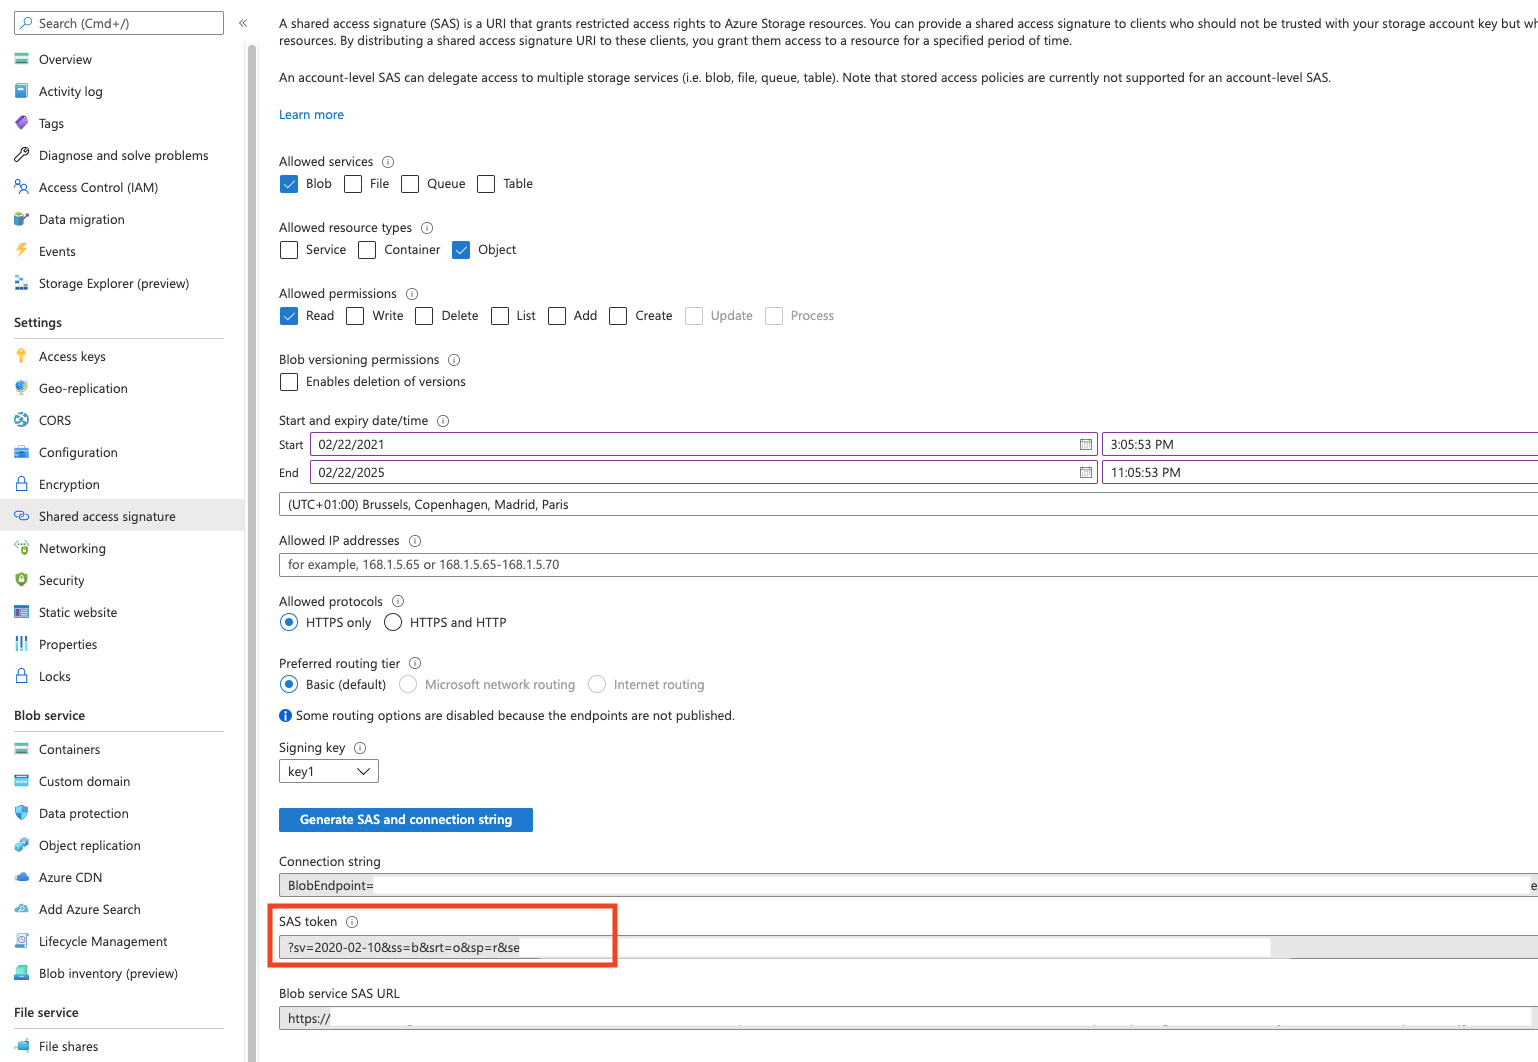 Search (Cmd+/)
«
Overview
Activity log
Tags
Diagnose and solve problems
Access Control (IAM)
Data migration
Events
Storage Explorer (preview)
Settings
Access keys
Geo-replication
CORS
Configuration
Encryption
Shared access signature
Networking
Security
Static website
Properties
Locks
Blob service
Containers
Custom domain
Data protection
Object replication
Azure CDN
Add Azure Search
Lifecycle Management
Blob inventory (preview)
File service
File shares
A shared access signature (SAS) is a URI that grants restricted access rights to Azure Storage resources. You can provide a shared access signature to clients who should not be trusted with your storage account key but wh
resources. By distributing a shared access signature URI to these clients, you grant them access to a resource for a specified period of time.
An account-level SAS can delegate access to multiple storage services (i.e. blob, file, queue, table). Note that stored access policies are currently not supported for an account-level SAS.
Learn more
Allowed services
Blob File Queue Table
Allowed resource types
Service Container Object
Allowed permissions
Read Write Delete List Add Create Update Process
Blob versioning permissions
Enables deletion of versions
Start and expiry date/time
Start 02/22/2021 3:05:53 PM
End 02/22/2025 11:05:53 PM
(UTC+01:00) Brussels, Copenhagen, Madrid, Paris
Allowed IP addresses
for example, 168.1.5.65 or 168.1.5.65-168.1.5.70
Allowed protocols
HTTPS only HTTPS and HTTP
Preferred routing tier
Basic (default) Microsoft network routing Internet routing
Some routing options are disabled because the endpoints are not published.
Signing key
key1
Generate SAS and connection string
Connection string
BlobEndpoint= e
SAS token
?sv=2020-02-10&ss=b&srt=o&sp=r&se
Blob service SAS URL
https://